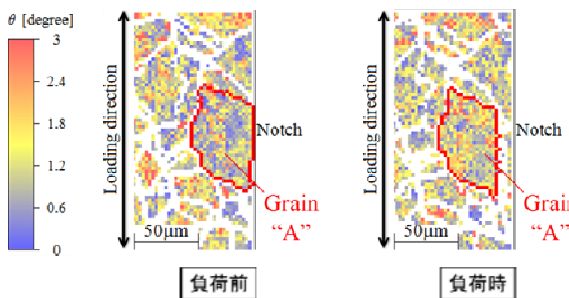 θ [degree]
3
2.4
1.8
1.2
0.6
0
Loading direction
Notch
Grain
“A”
50μm
負荷前
Loading direction
Notch
Grain
“A”
50μm
負荷時